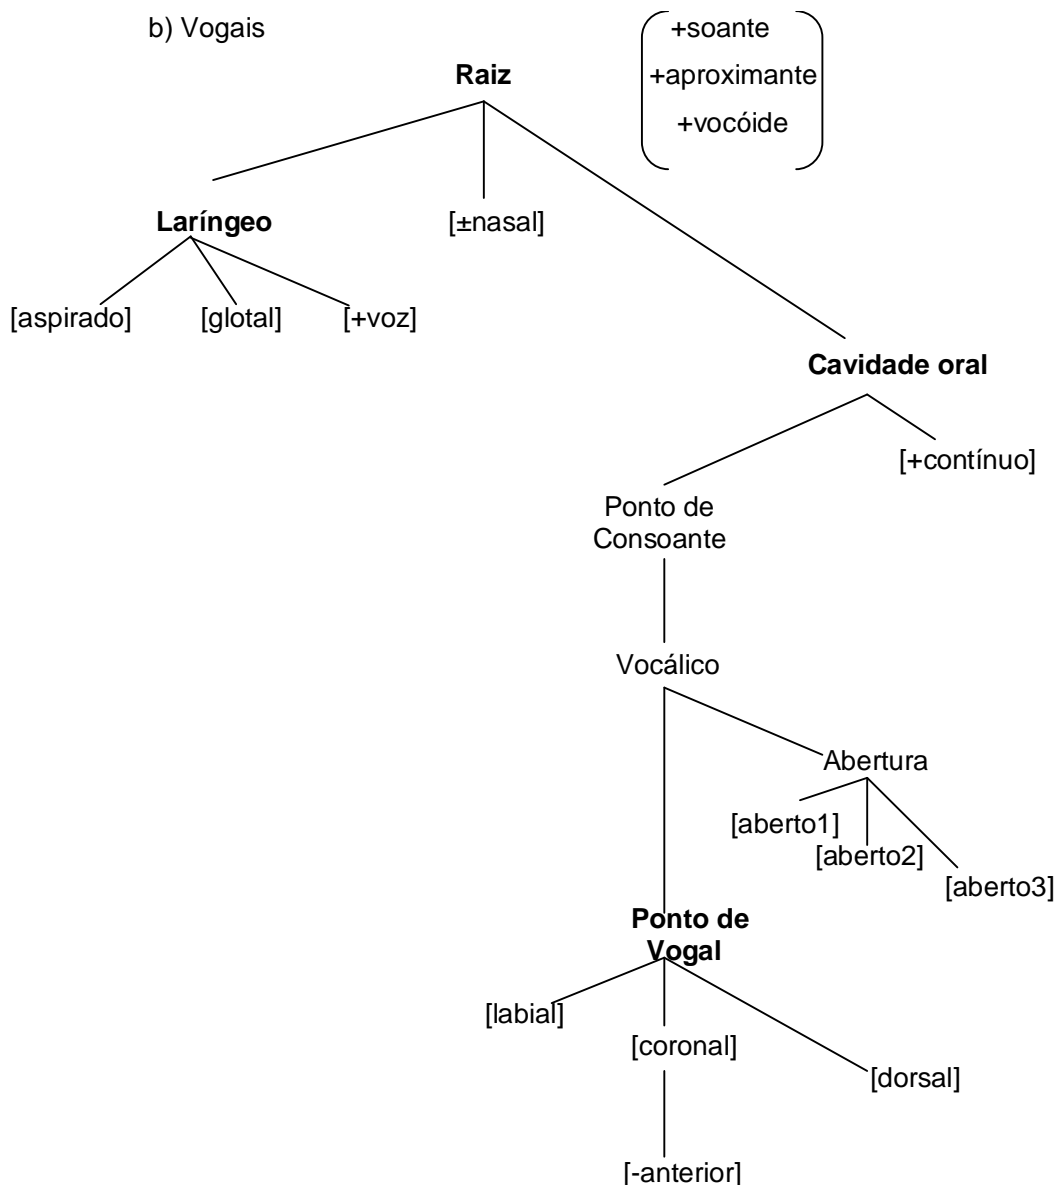 b) Vogais
+soante
Raiz
+aproximante
+vocóide
Laríngeo
[±nasal]
[aspirado] [glotal] [+voz]
Cavidade oral
[+contínuo]
Ponto de
Consoante
Vocálico
Abertura
[aberto1]
[aberto2]
[aberto3]
Ponto de
Vogal
[labial]
[coronal]
[dorsal]
[-anterior]